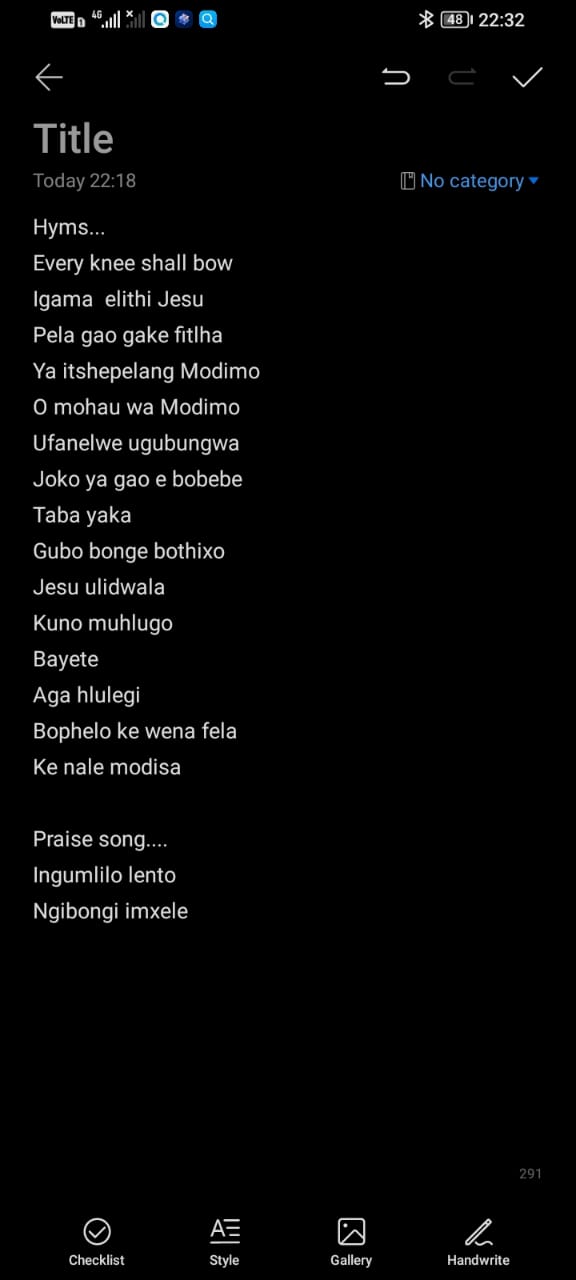 VoLTE 1 4G 48 22:32
Title
Today 22:18 No category
Hyms...
Every knee shall bow
Igama elithi Jesu
Pela gao gake fitlha
Ya itshepelang Modimo
O mohau wa Modimo
Ufanelwe ugubungwa
Joko ya gao e bobebe
Taba yaka
Gubo bonge bothixo
Jesu ulidwala
Kuno muhlugo
Bayete
Aga hlulegi
Bophelo ke wena fela
Ke nale modisa
Praise song....
Ingumlilo lento
Ngibongi imxele
291
Checklist Style Gallery Handwrite